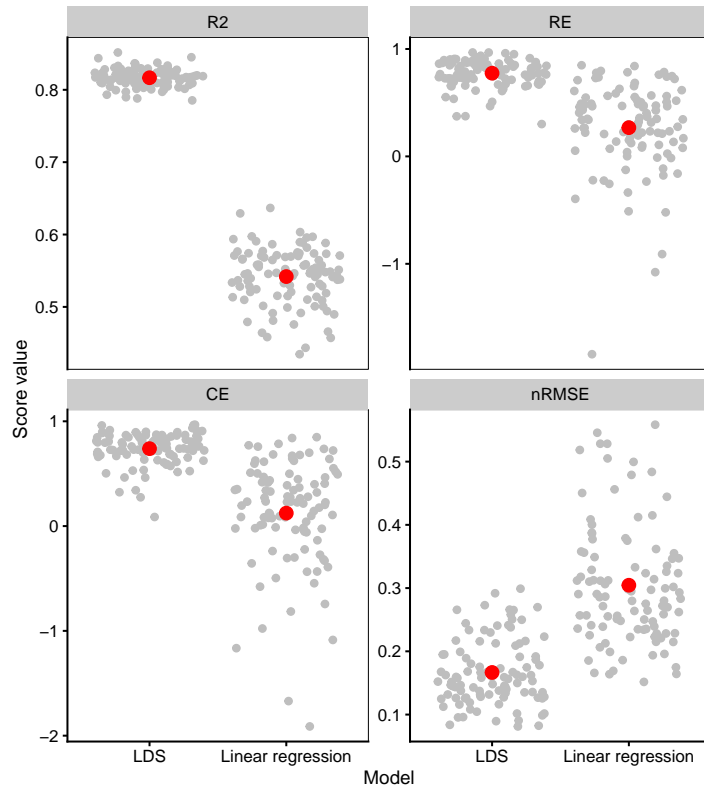 R2
RE
0.8
0.7
0.6
0.5
1
0
−1
Score value
CE
nRMSE
1
0
−1
−2
0.5
0.4
0.3
0.2
0.1
LDS
Linear regression
LDS
Linear regression
Model